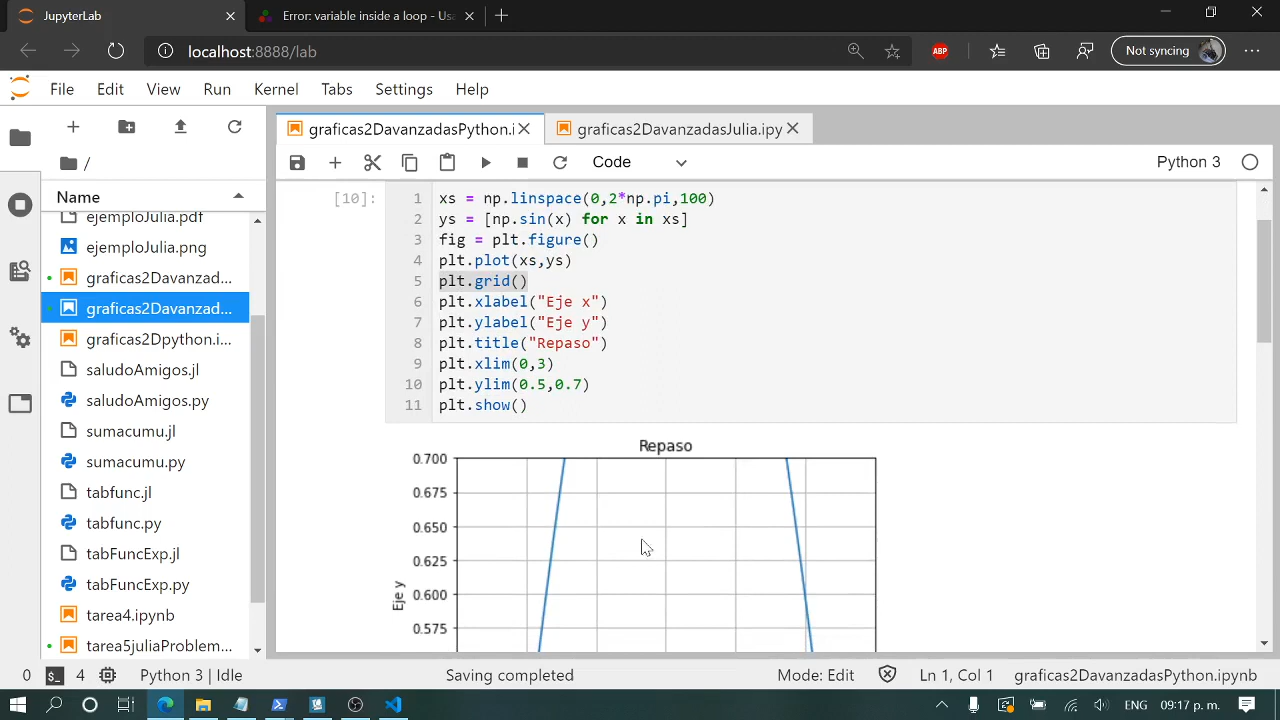 JupyterLab
Error: variable inside a loop - Usa
localhost:8888/lab
ABP
Not syncing
File Edit View Run Kernel Tabs Settings Help
graficas2DavanzadasPython.i
graficas2DavanzadasJulia.ipy
/
Code
Python 3
Name
ejemploJulia.pdf
ejemploJulia.png
graficas2Davanzad...
graficas2Davanzad...
graficas2Dpython.i...
saludoAmigos.jl
saludoAmigos.py
sumacumu.jl
sumacumu.py
tabfunc.jl
tabfunc.py
tabFuncExp.jl
tabFuncExp.py
tarea4.ipynb
tarea5juliaProblem...
[10]:
1 xs = np.linspace(0,2*np.pi,100)
2 ys = [np.sin(x) for x in xs]
3 fig = plt.figure()
4 plt.plot(xs,ys)
5 plt.grid()
6 plt.xlabel("Eje x")
7 plt.ylabel("Eje y")
8 plt.title("Repaso")
9 plt.xlim(0,3)
10 plt.ylim(0.5,0.7)
11 plt.show()
Repaso
0.700
0.675
0.650
0.625
0.600
0.575
Eje y
0 4 Python 3 | Idle Saving completed Mode: Edit Ln 1, Col 1 graficas2DavanzadasPython.ipynb
ENG 09:17 p. m.